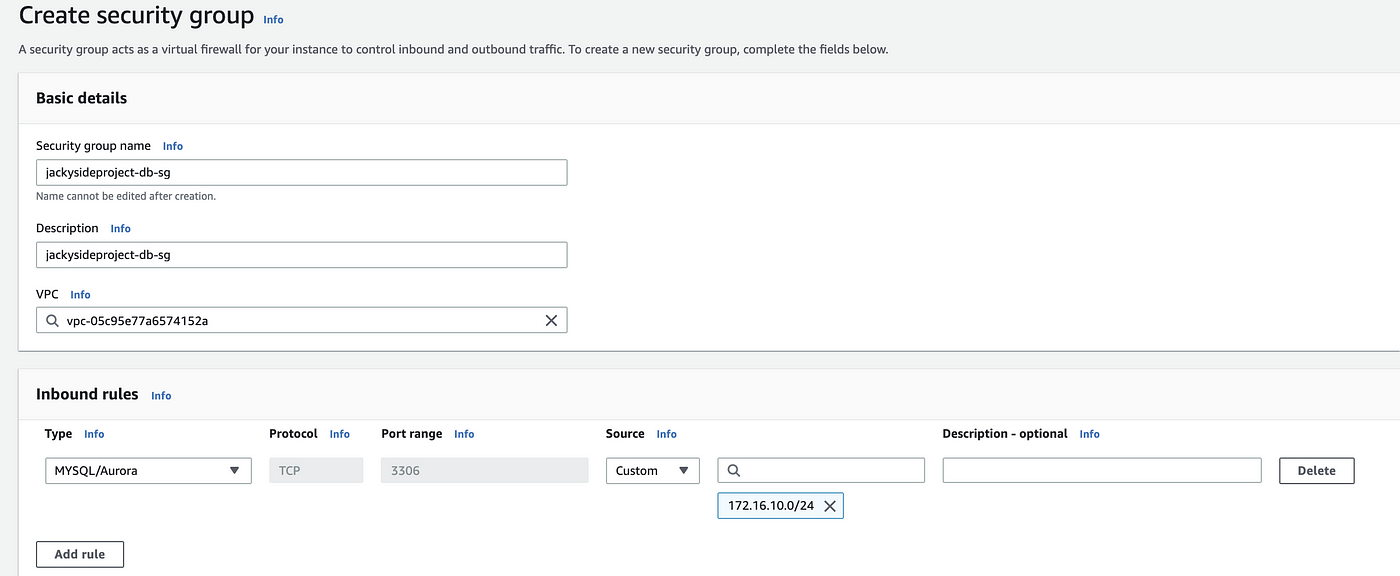 Create security group Info
A security group acts as a virtual firewall for your instance to control inbound and outbound traffic. To create a new security group, complete the fields below.
Basic details
Security group name Info
jackysideproject-db-sg
Name cannot be edited after creation.
Description Info
jackysideproject-db-sg
VPC Info
vpc-05c95e77a6574152a
Inbound rules Info
Type Info Protocol Info Port range Info Source Info Description - optional Info
MYSQL/Aurora TCP 3306 Custom Delete
172.16.10.0/24
Add rule